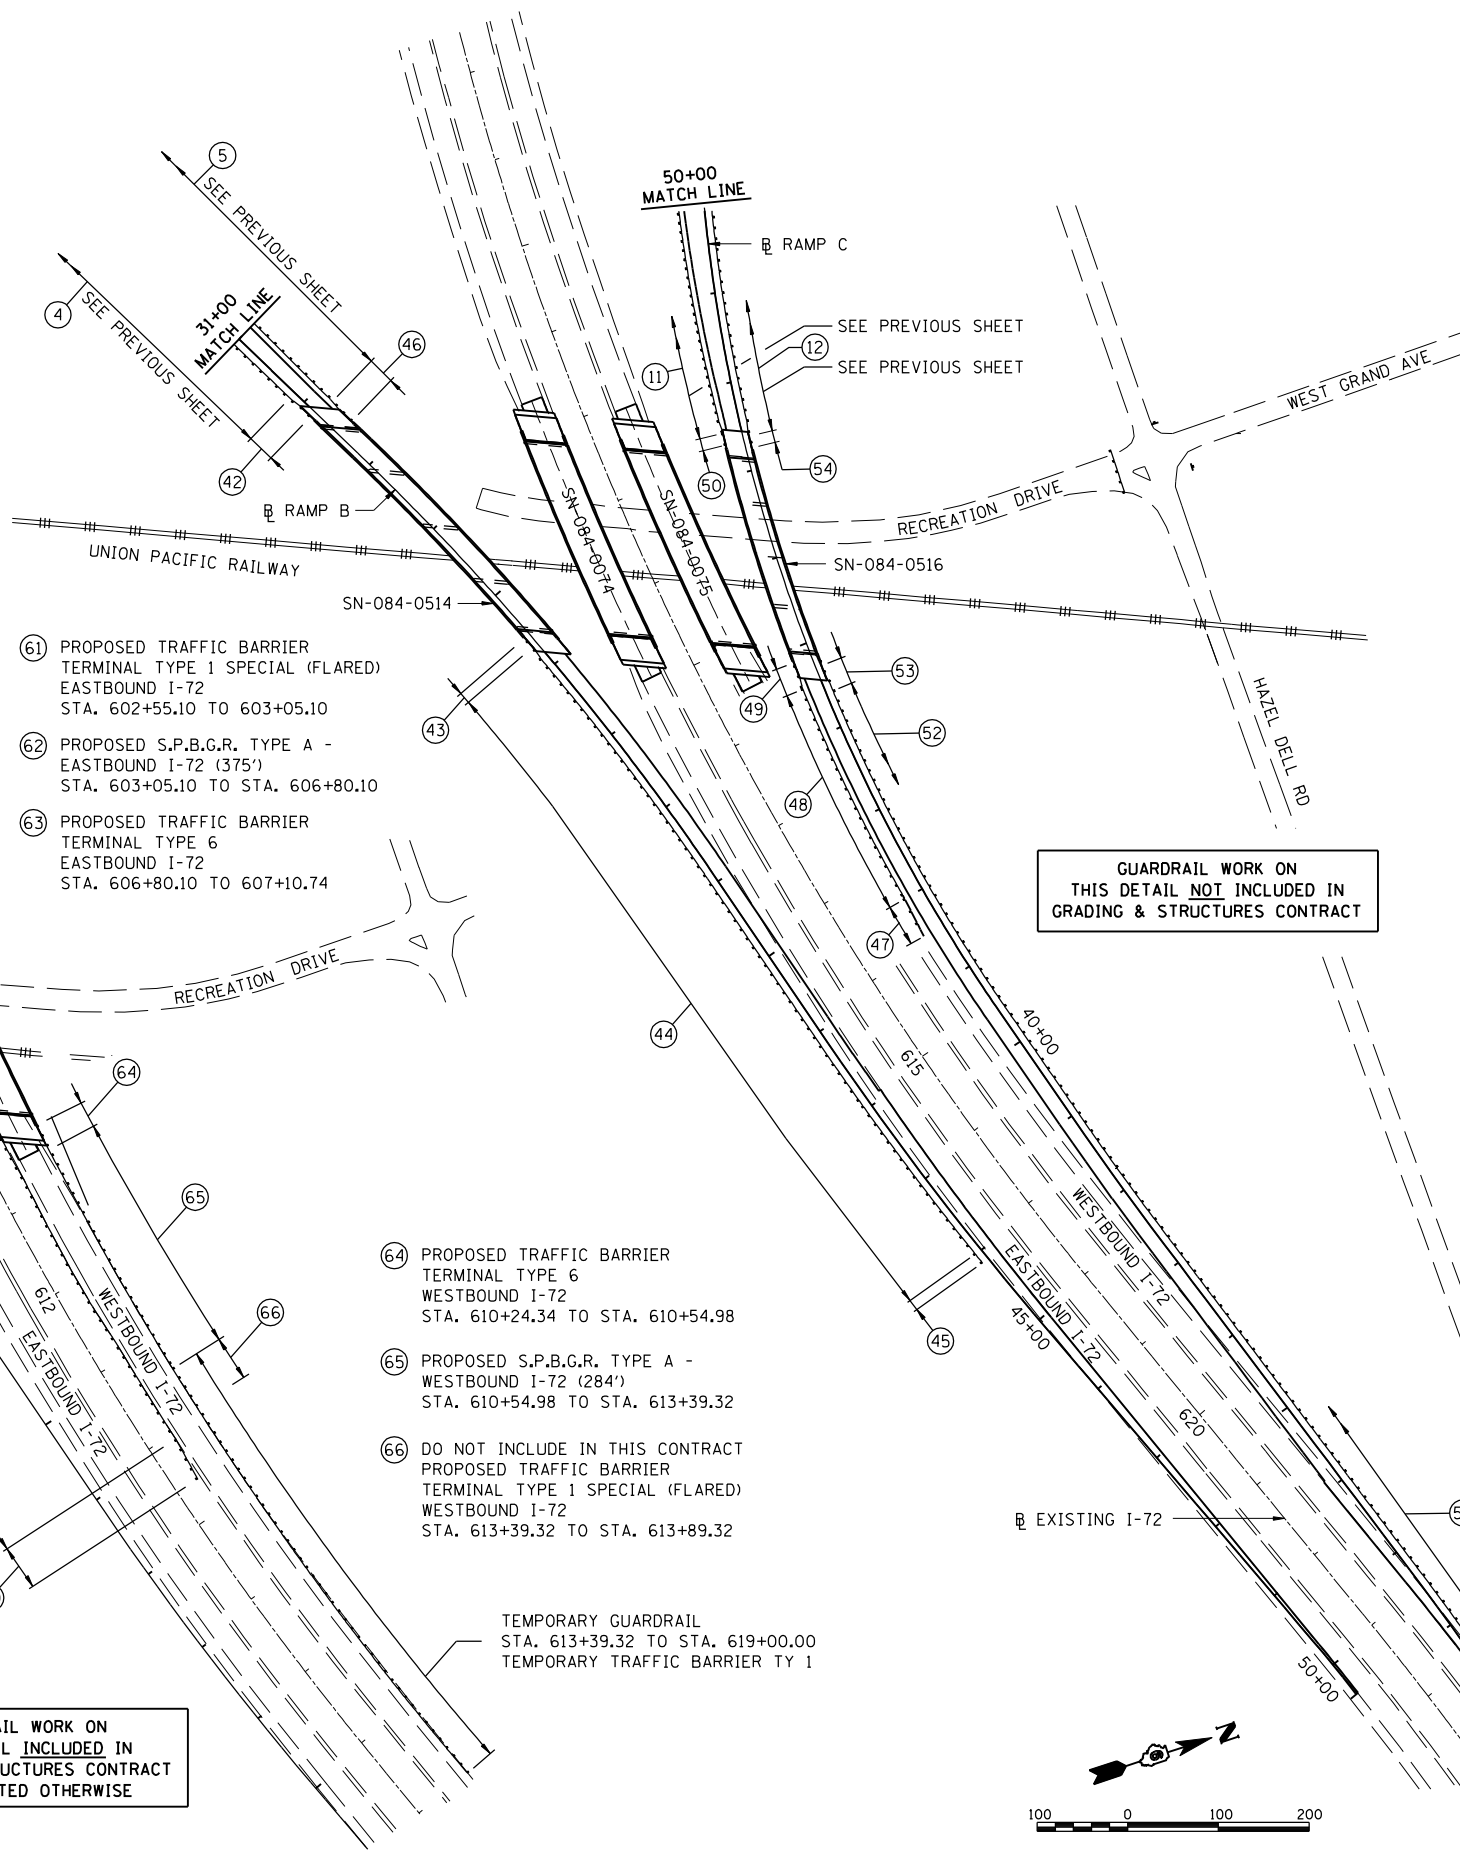 50+00
MATCH LINE
℔ RAMP C
5
SEE PREVIOUS SHEET
4
SEE PREVIOUS SHEET
31+00
MATCH LINE
46
42
SEE PREVIOUS SHEET
12
SEE PREVIOUS SHEET
11
50
54
WEST GRAND AVE
RECREATION DRIVE
RAMP B
UNION PACIFIC RAILWAY
SN-084-0514
SN-084-0074
SN-084-0075
SN-084-0516
HAZEL DELL RD
61 PROPOSED TRAFFIC BARRIER
TERMINAL TYPE 1 SPECIAL (FLARED)
EASTBOUND I-72
STA. 602+55.10 TO 603+05.10
62 PROPOSED S.P.B.G.R. TYPE A -
EASTBOUND I-72 (375')
STA. 603+05.10 TO STA. 606+80.10
63 PROPOSED TRAFFIC BARRIER
TERMINAL TYPE 6
EASTBOUND I-72
STA. 606+80.10 TO 607+10.74
43
49
53
52
48
47
44
45
GUARDRAIL WORK ON
THIS DETAIL NOT INCLUDED IN
GRADING & STRUCTURES CONTRACT
RECREATION DRIVE
40+00
615
WESTBOUND I-72
EASTBOUND I-72
45+00
620
EXISTING I-72
50+00
64
65
66
612
WESTBOUND I-72
EASTBOUND I-72
64 PROPOSED TRAFFIC BARRIER
TERMINAL TYPE 6
WESTBOUND I-72
STA. 610+24.34 TO STA. 610+54.98
65 PROPOSED S.P.B.G.R. TYPE A -
WESTBOUND I-72 (284')
STA. 610+54.98 TO STA. 613+39.32
66 DO NOT INCLUDE IN THIS CONTRACT
PROPOSED TRAFFIC BARRIER
TERMINAL TYPE 1 SPECIAL (FLARED)
WESTBOUND I-72
STA. 613+39.32 TO STA. 613+89.32
TEMPORARY GUARDRAIL
STA. 613+39.32 TO STA. 619+00.00
TEMPORARY TRAFFIC BARRIER TY 1
AIL WORK ON
L INCLUDED IN
UCTURES CONTRACT
TED OTHERWISE
N
100 0 100 200